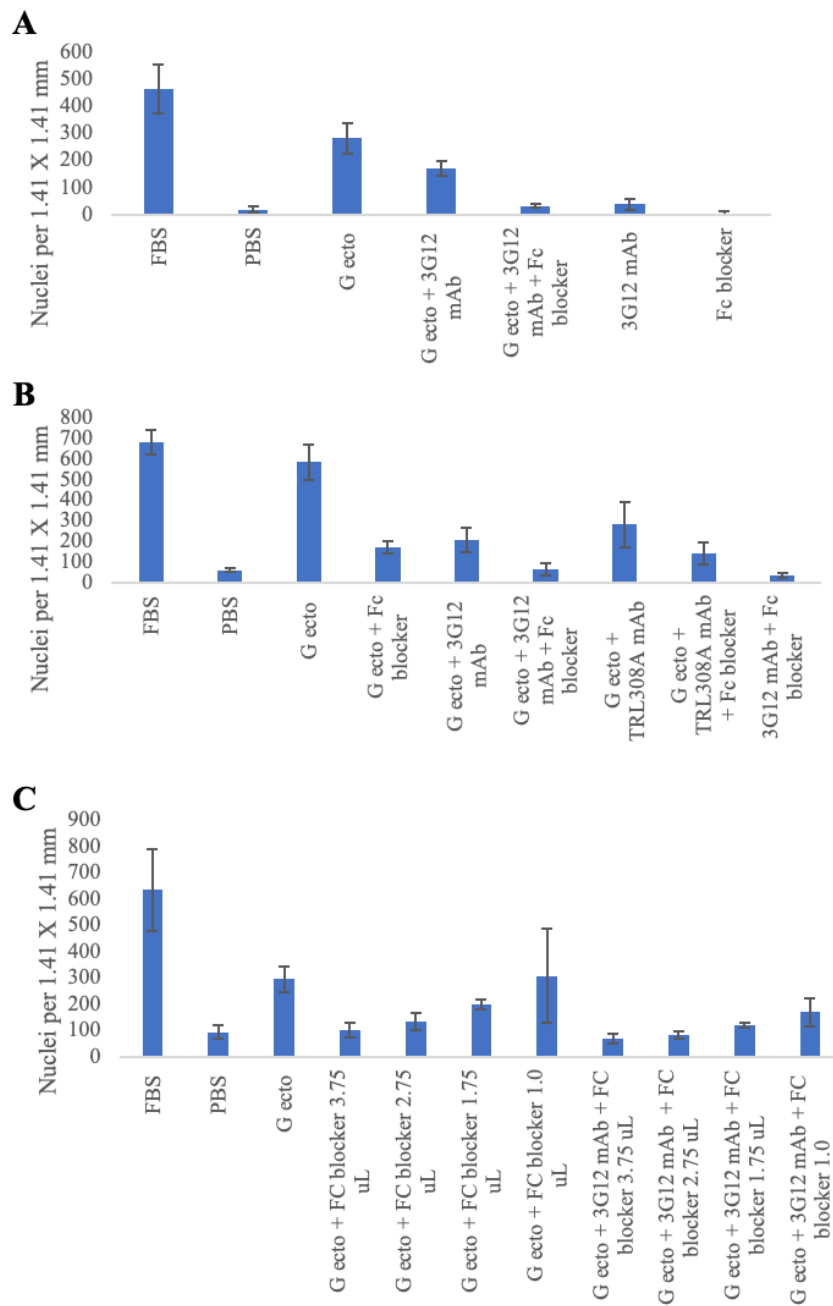 A
Nuclei per 1.41 X 1.41 mm
600
500
400
300
200
100
0
FBS
PBS
G ecto
G ecto + 3G12
mAb
G ecto + 3G12
mAb + Fc
blocker
3G12 mAb
Fc blocker
B
Nuclei per 1.41 X 1.41 mm
800
700
600
500
400
300
200
100
0
FBS
PBS
G ecto
G ecto + Fc
blocker
G ecto + 3G12
mAb
G ecto + 3G12
mAb + Fc
blocker
G ecto +
TRL308A mAb
G ecto +
TRL308A mAb
+ Fc blocker
3G12 mAb + Fc
blocker
C
Nuclei per 1.41 X 1.41 mm
900
800
700
600
500
400
300
200
100
0
FBS
PBS
G ecto
G ecto + FC blocker 3.75
uL
G ecto + FC blocker 2.75
uL
G ecto + FC blocker 1.75
uL
G ecto + FC blocker 1.0
uL
G ecto + 3G12 mAb + FC
blocker 3.75 uL
G ecto + 3G12 mAb + FC
blocker 2.75 uL
G ecto + 3G12 mAb + FC
blocker 1.75 uL
G ecto + 3G12 mAb + FC
blocker 1.0